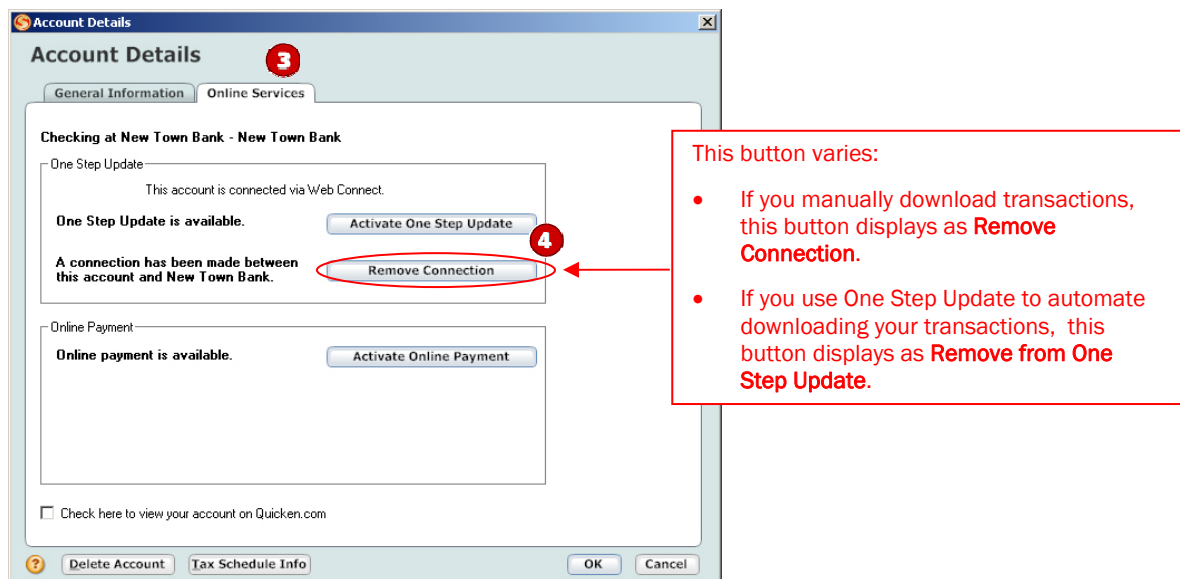 Account Details
Account Details
3
General Information
Online Services
Checking at New Town Bank - New Town Bank
One Step Update
This account is connected via Web Connect.
One Step Update is available.
Activate One Step Update
4
A connection has been made between
this account and New Town Bank.
Remove Connection
Online Payment
Online payment is available.
Activate Online Payment
Check here to view your account on Quicken.com
?
Delete Account
Tax Schedule Info
OK
Cancel
This button varies:
• If you manually download transactions,
this button displays as Remove
Connection.
• If you use One Step Update to automate
downloading your transactions, this
button displays as Remove from One
Step Update.